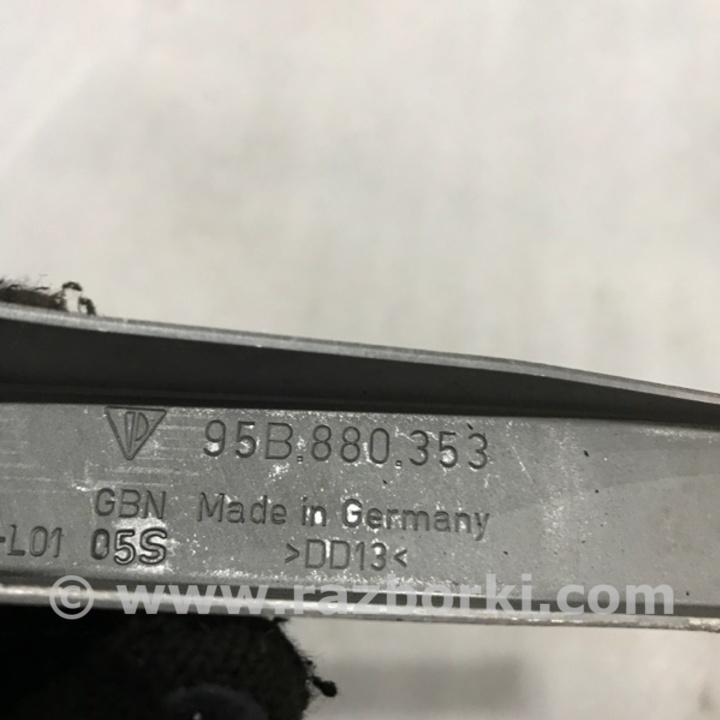 95B.880.353
GBN Made in Germany
-L01 05S >DD13<
© www.razborki.com